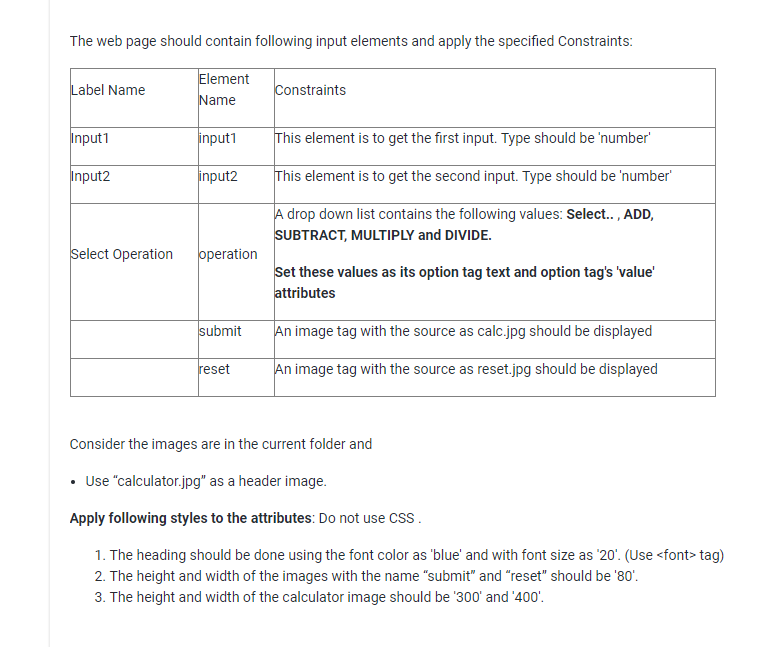 The web page should contain following input elements and apply the specified Constraints:
Label Name
Element
Name
Constraints
Input1
input1
This element is to get the first input. Type should be 'number'
Input2
input2
This element is to get the second input. Type should be 'number'
Select Operation
operation
A drop down list contains the following values: Select.. , ADD,
SUBTRACT, MULTIPLY and DIVIDE.
Set these values as its option tag text and option tag's 'value'
attributes
submit
An image tag with the source as calc.jpg should be displayed
reset
An image tag with the source as reset.jpg should be displayed
Consider the images are in the current folder and
• Use “calculator.jpg” as a header image.
Apply following styles to the attributes: Do not use CSS .
1. The heading should be done using the font color as 'blue' and with font size as '20'. (Use <font> tag)
2. The height and width of the images with the name “submit” and “reset” should be '80'.
3. The height and width of the calculator image should be '300' and '400'.